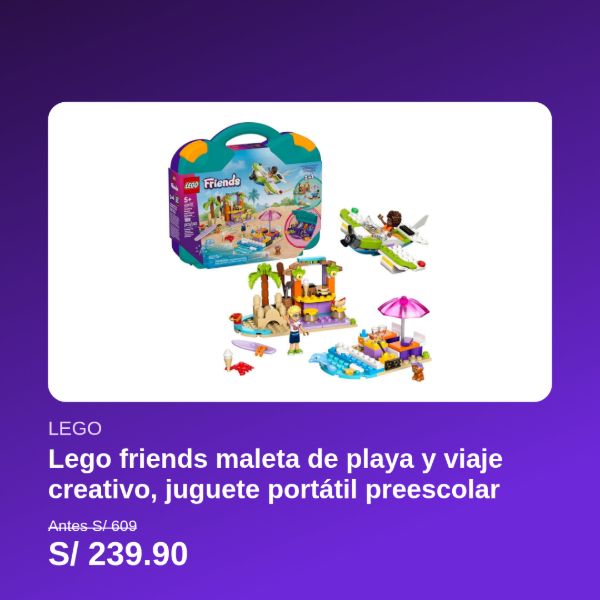 LEGO Friends
5+
LEGO
Lego friends maleta de playa y viaje
creativo, juguete portátil preescolar
Antes S/ 609
S/ 239.90